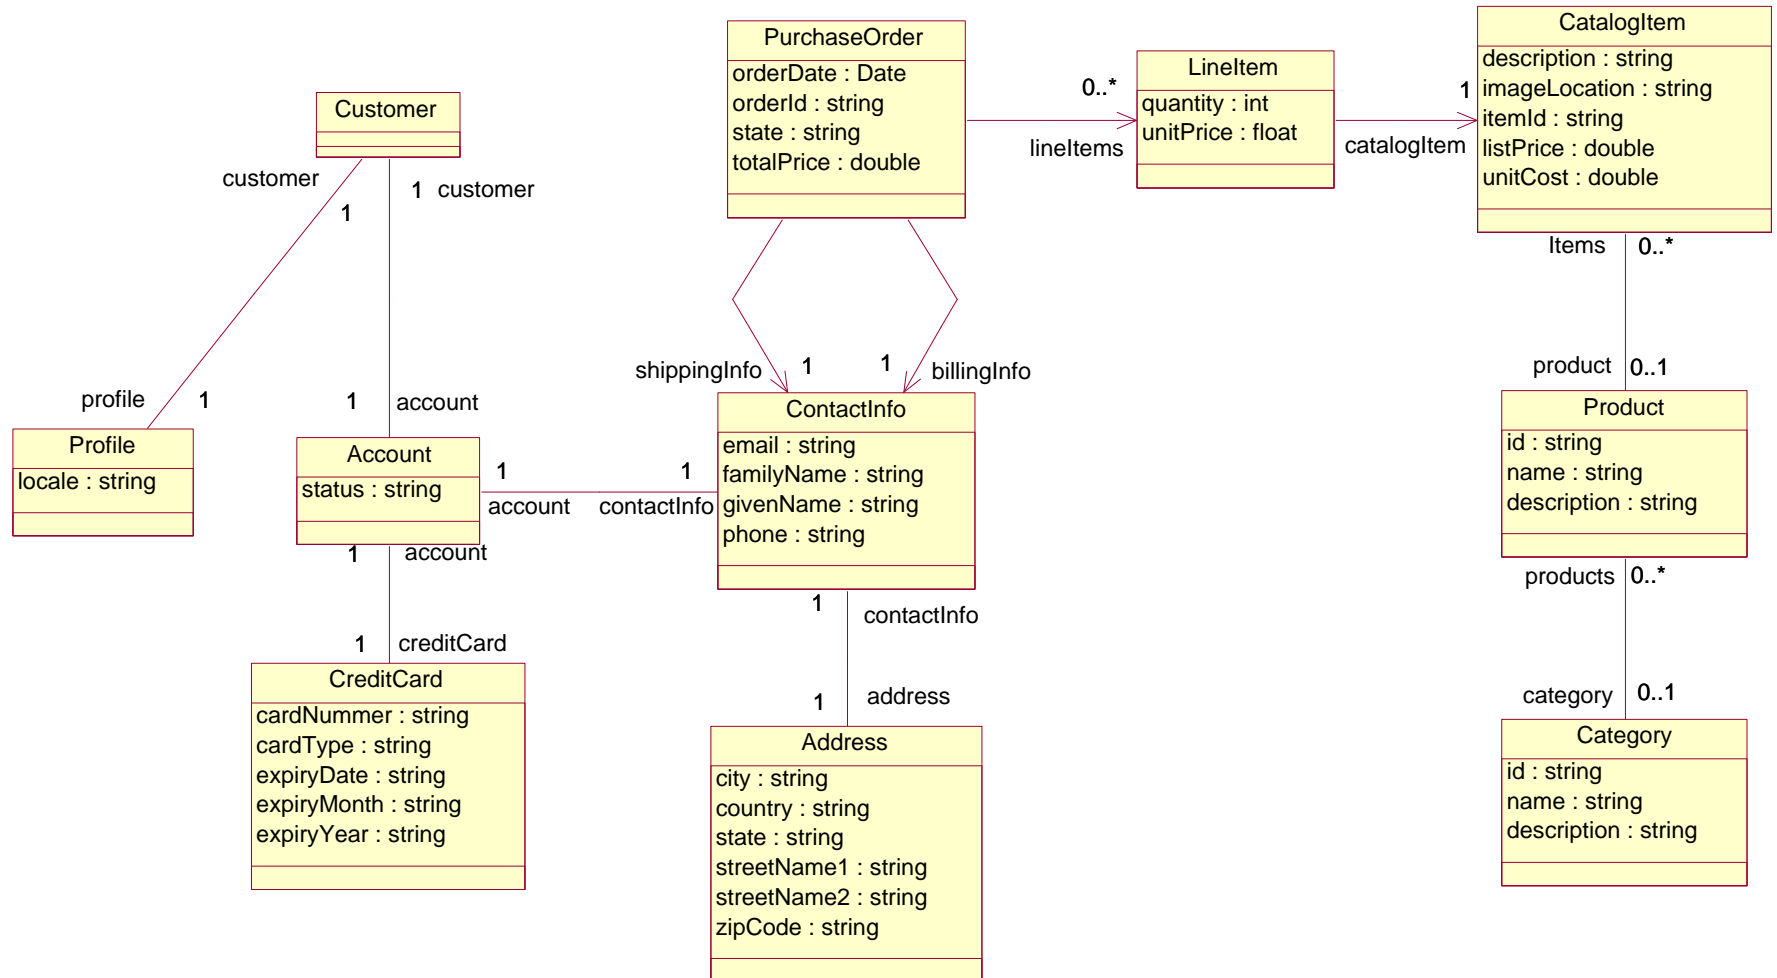 PurchaseOrder
orderDate : Date
orderId : string
state : string
totalPrice : double
0..*
lineItems
LineItem
quantity : int
unitPrice : float
1
catalogItem
CatalogItem
description : string
imageLocation : string
itemId : string
listPrice : double
unitCost : double
Customer
customer
1
1 customer
profile
1
1
account
Profile
locale : string
Account
status : string
1
account
1
contactInfo
1
account
1
creditCard
CreditCard
cardNummer : string
cardType : string
expiryDate : string
expiryMonth : string
expiryYear : string
shippingInfo
1
1
billingInfo
ContactInfo
email : string
familyName : string
givenName : string
phone : string
1
contactInfo
1
address
Address
city : string
country : string
state : string
streetName1 : string
streetName2 : string
zipCode : string
Items
0..*
product
0..1
Product
id : string
name : string
description : string
products
0..*
category
0..1
Category
id : string
name : string
description : string